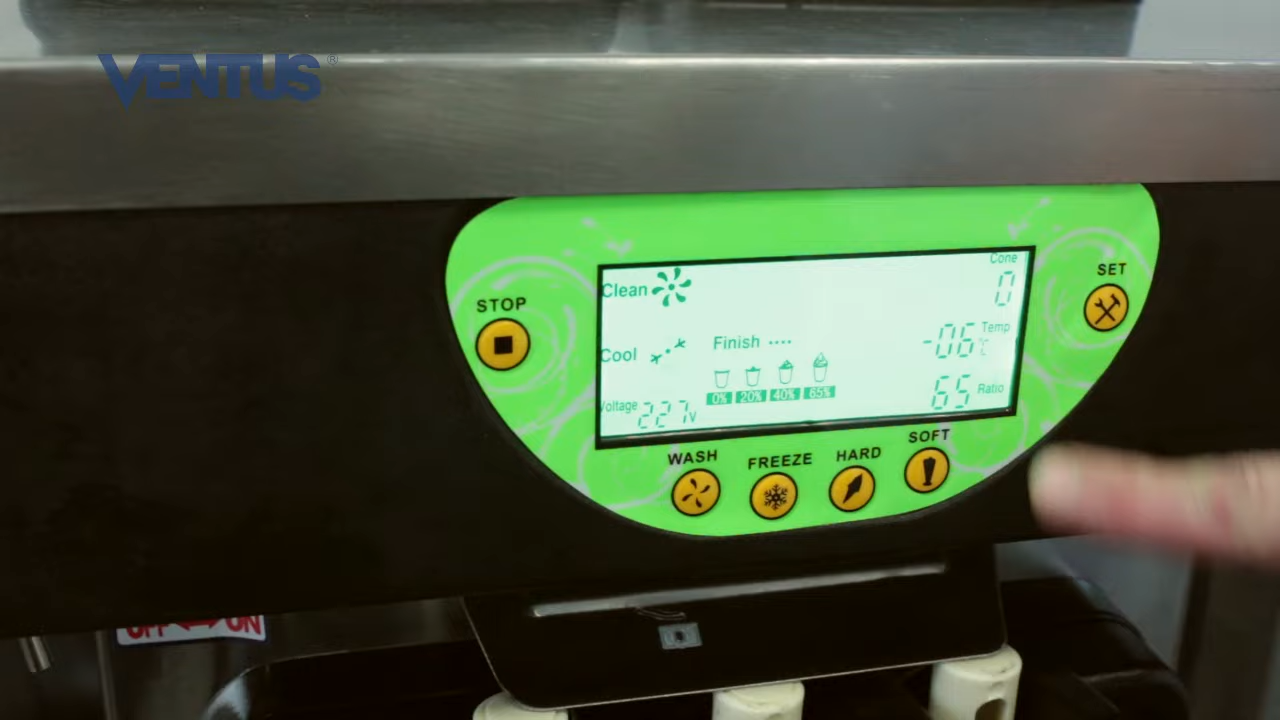 VENTUS®
STOP
SET
Clean
Cone
0
Cool
Finish ....
-06 Temp
°C
0% 20% 40% 65%
Voltage 227V
65 Ratio
WASH
FREEZE
HARD
SOFT
OFF ↔ ON